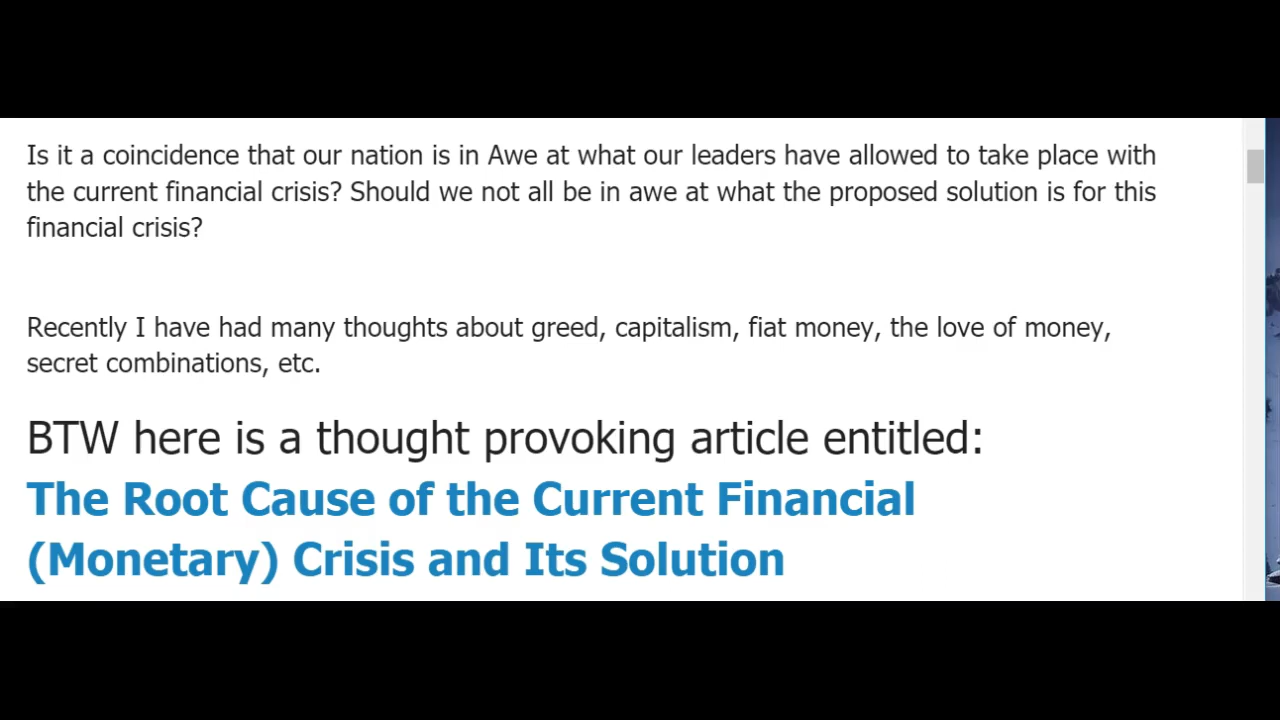 Is it a coincidence that our nation is in Awe at what our leaders have allowed to take place with
the current financial crisis? Should we not all be in awe at what the proposed solution is for this
financial crisis?
Recently I have had many thoughts about greed, capitalism, fiat money, the love of money,
secret combinations, etc.
BTW here is a thought provoking article entitled:
The Root Cause of the Current Financial
(Monetary) Crisis and Its Solution